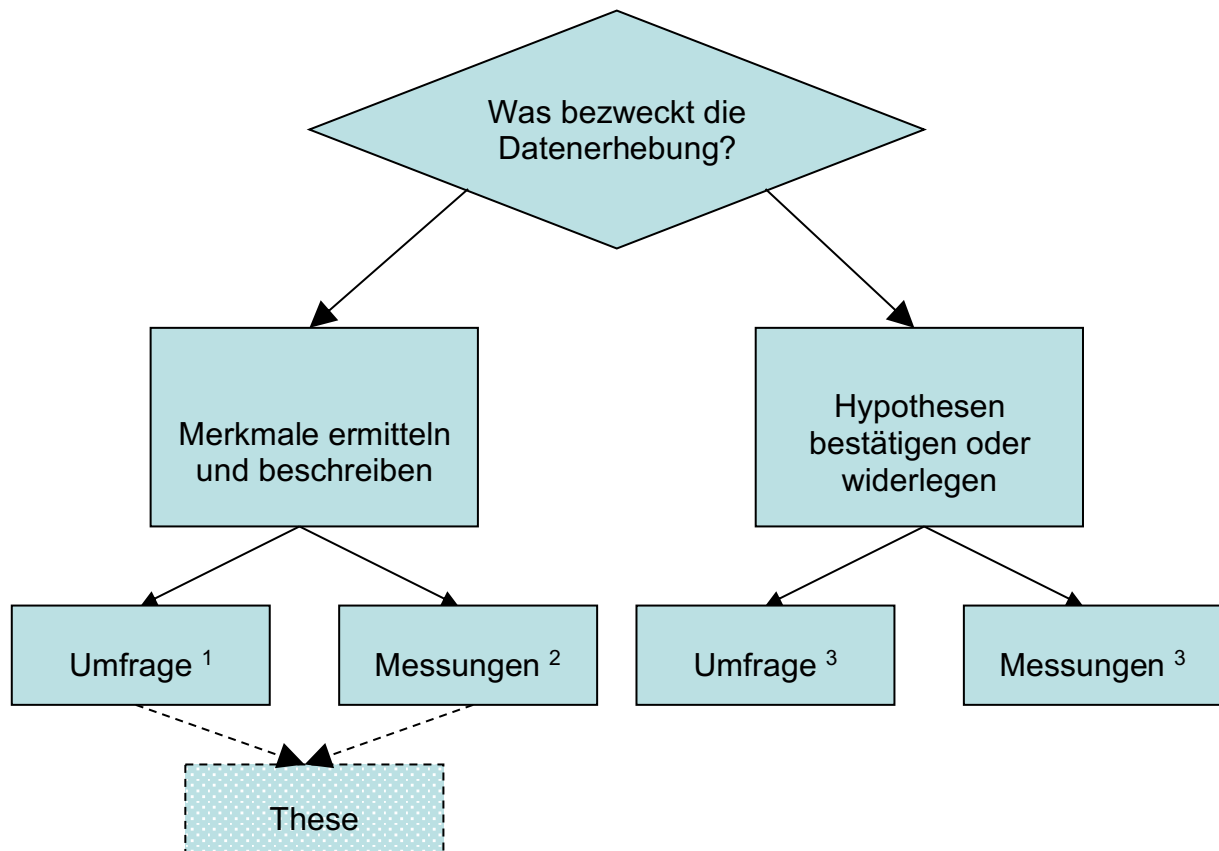 Was bezweckt die
Datenerhebung?
Merkmale ermitteln
und beschreiben
Hypothesen
bestätigen oder
widerlegen
Umfrage ¹
Messungen ²
Umfrage ³
Messungen ³
These